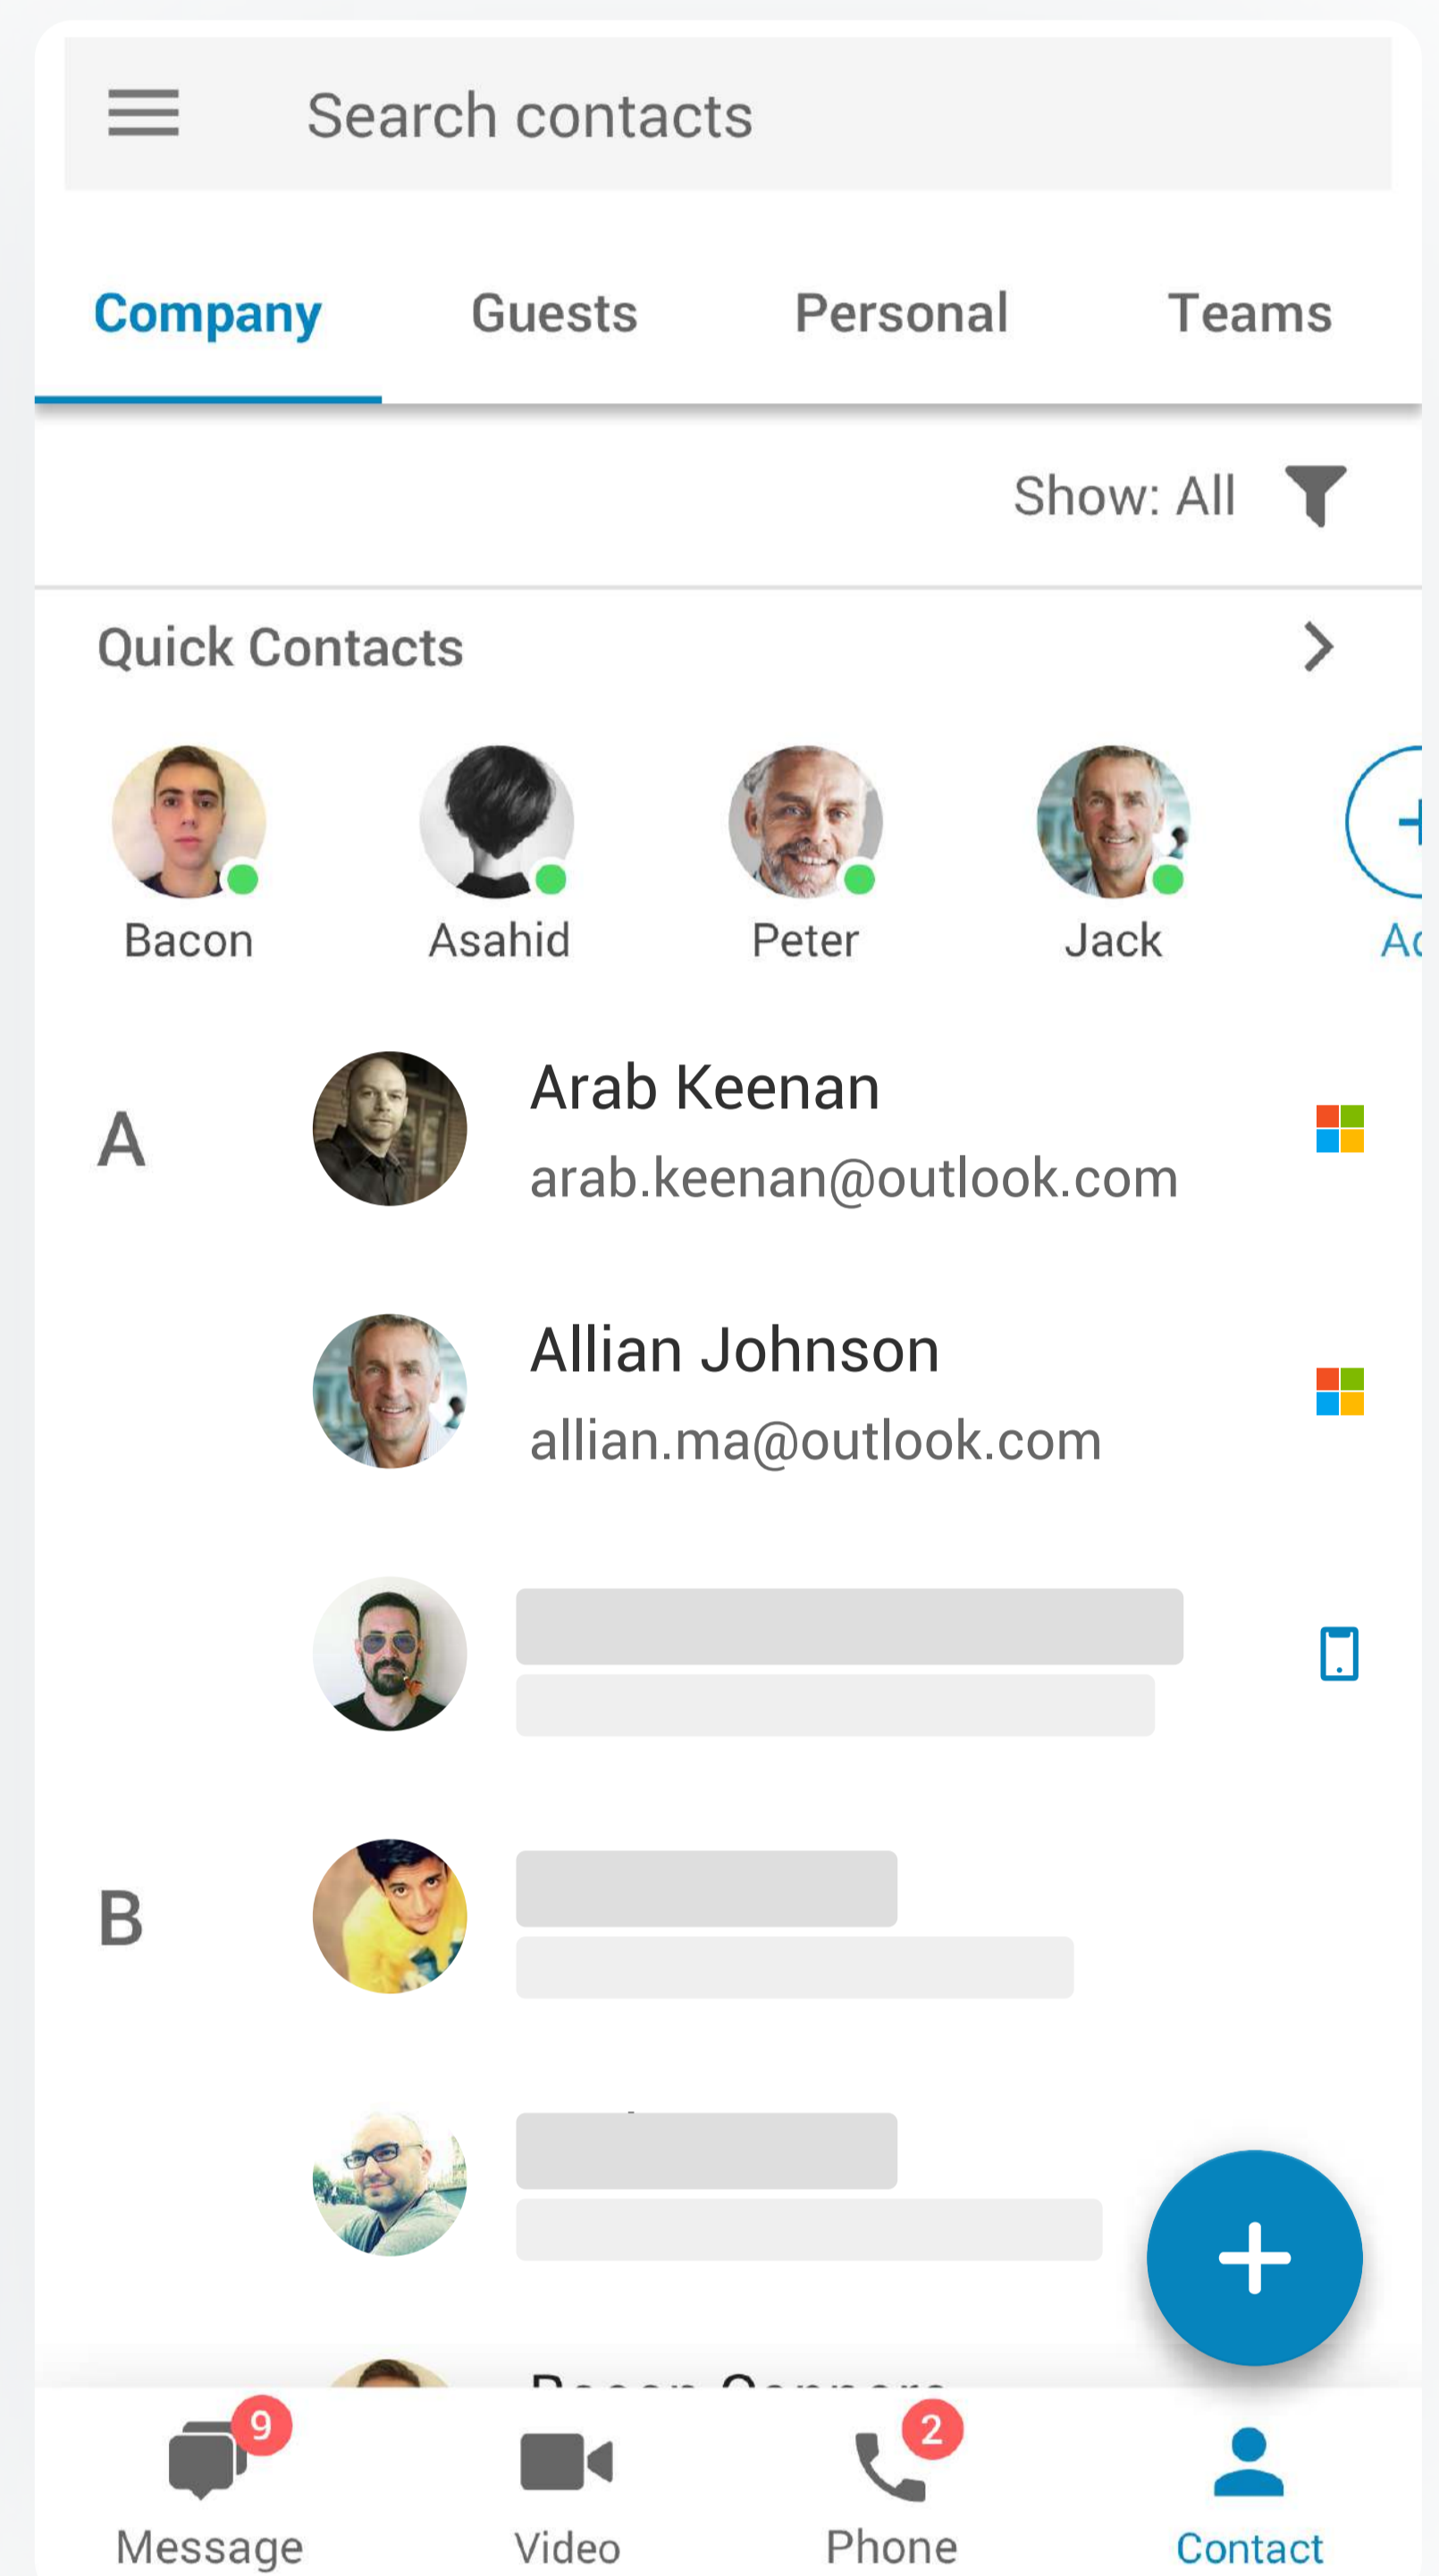 Search contacts
Company Guests Personal Teams
Show: All
Quick Contacts
Bacon Asahid Peter Jack
A
Arab Keenan
arab.keenan@outlook.com
Allian Johnson
allian.ma@outlook.com
B
9 2
Message Video Phone Contact